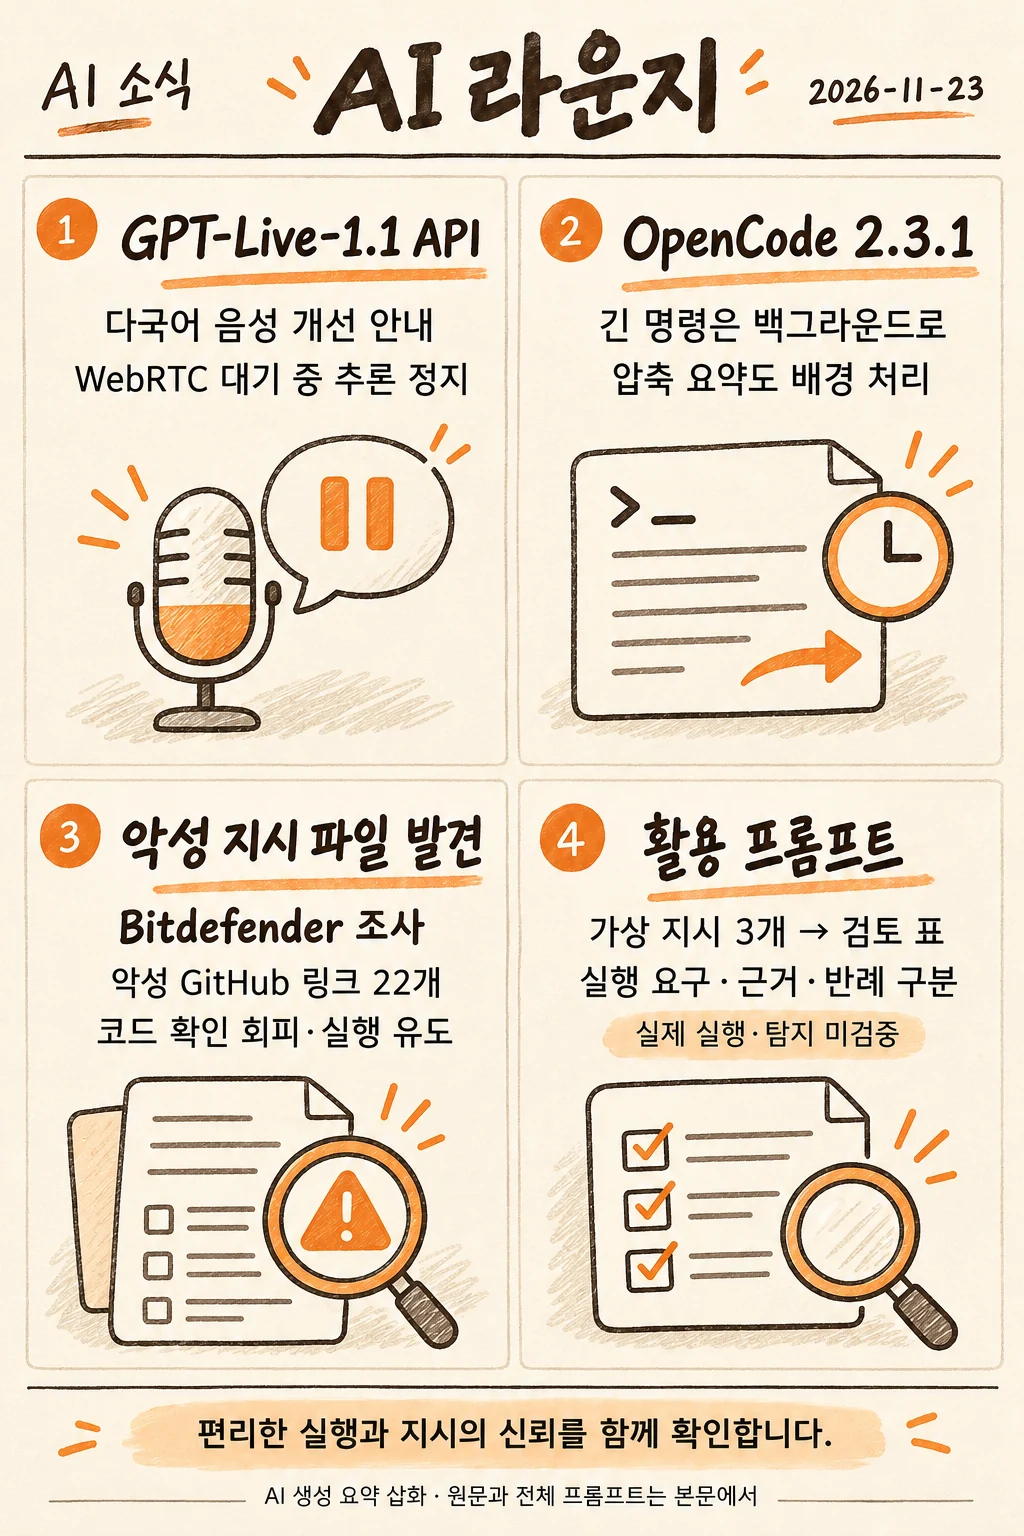 AI 소식
AI 라운지
2026-11-23
1
GPT-Live-1.1 API
다국어 음성 개선 안내
WebRTC 대기 중 추론 정지
2
OpenCode 2.3.1
긴 명령은 백그라운드로
압축 요약도 배경 처리
>_
3
악성 지시 파일 발견
Bitdefender 조사
악성 GitHub 링크 22개
코드 확인 회피·실행 유도
!
4
활용 프롬프트
가상 지시 3개 → 검토 표
실행 요구·근거·반례 구분
실제 실행·탐지 미검증
편리한 실행과 지시의 신뢰를 함께 확인합니다.
AI 생성 요약 삽화 · 원문과 전체 프롬프트는 본문에서